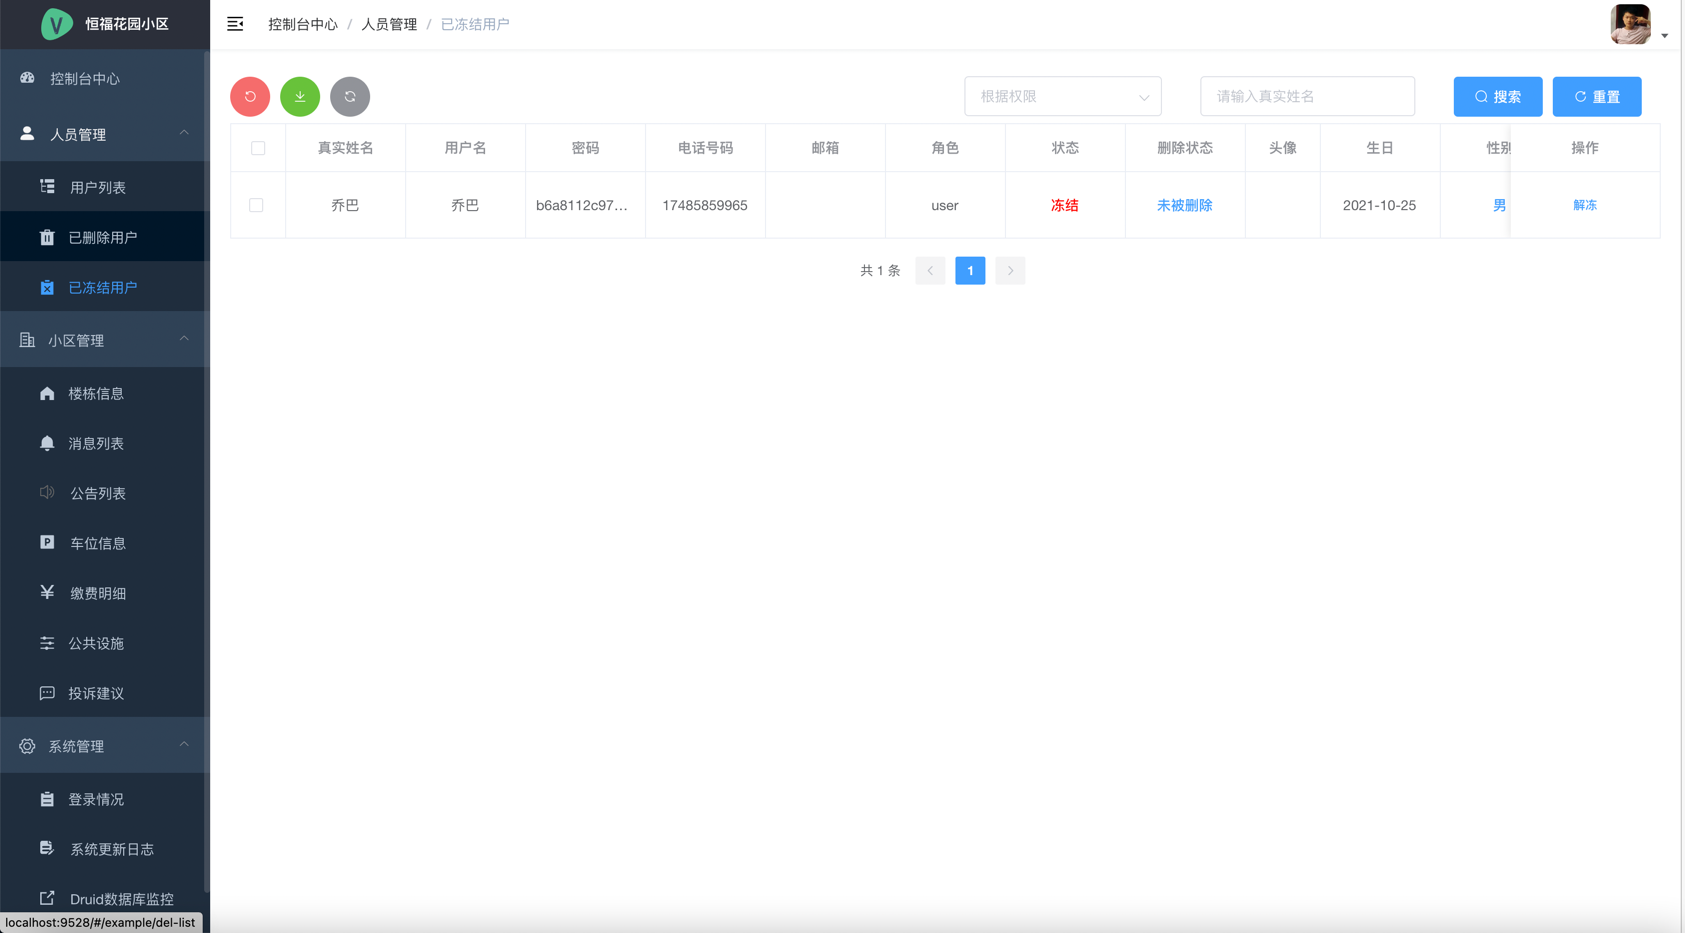 恒福花园小区
控制台中心 / 人员管理 / 已冻结用户
控制台中心
人员管理
用户列表
已删除用户
已冻结用户
小区管理
楼栋信息
消息列表
公告列表
车位信息
缴费明细
公共设施
投诉建议
系统管理
登录情况
系统更新日志
Druid数据库监控
localhost:9528/#/example/del-list
根据权限 请输入真实姓名 搜索 重置
真实姓名 用户名 密码 电话号码 邮箱 角色 状态 删除状态 头像 生日 性别 操作
乔巴 乔巴 b6a8112c97... 17485859965 user 冻结 未被删除 2021-10-25 男 解冻
共 1 条 1